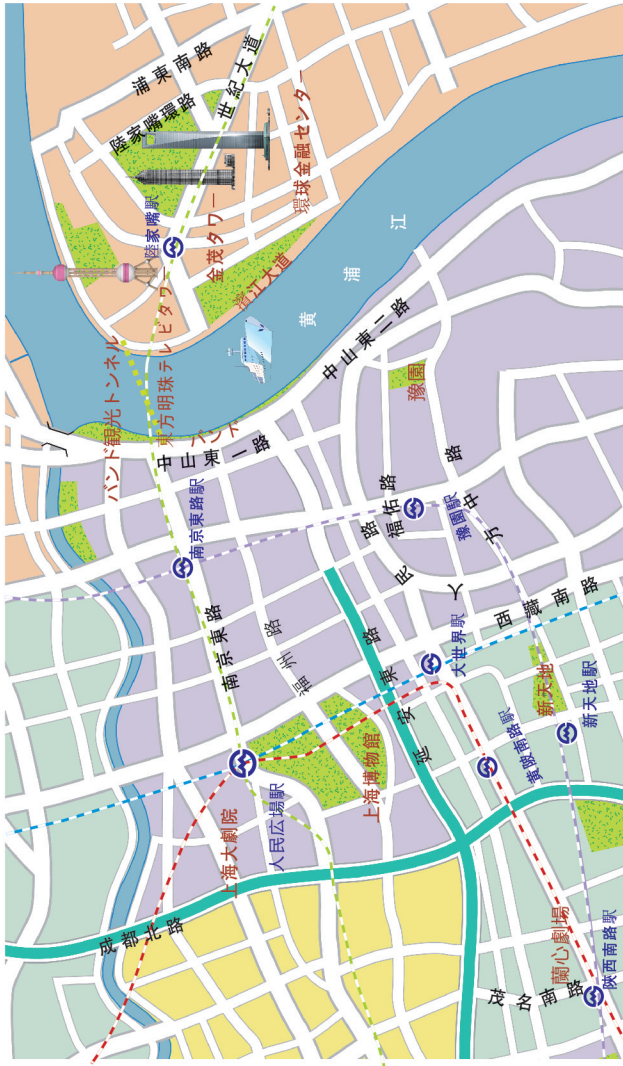 浦東南路
陸家嘴環路
世紀大道
環球金融センター
金茂タワー
陸家嘴駅
東方明珠テレビタワー
濱江大道
黄浦江
バンド観光トンネル
バンド
中山東一路
中山東二路
豫園
南京東路駅
福佑路
豫園駅
方中路
人民路
南京東路
福州路
延安東路
西藏南路
大世界駅
新天地
新天地駅
黄陂南路駅
上海博物館
人民広場駅
上海大劇院
成都北路
蘭心劇場
茂名南路
陝西南路駅